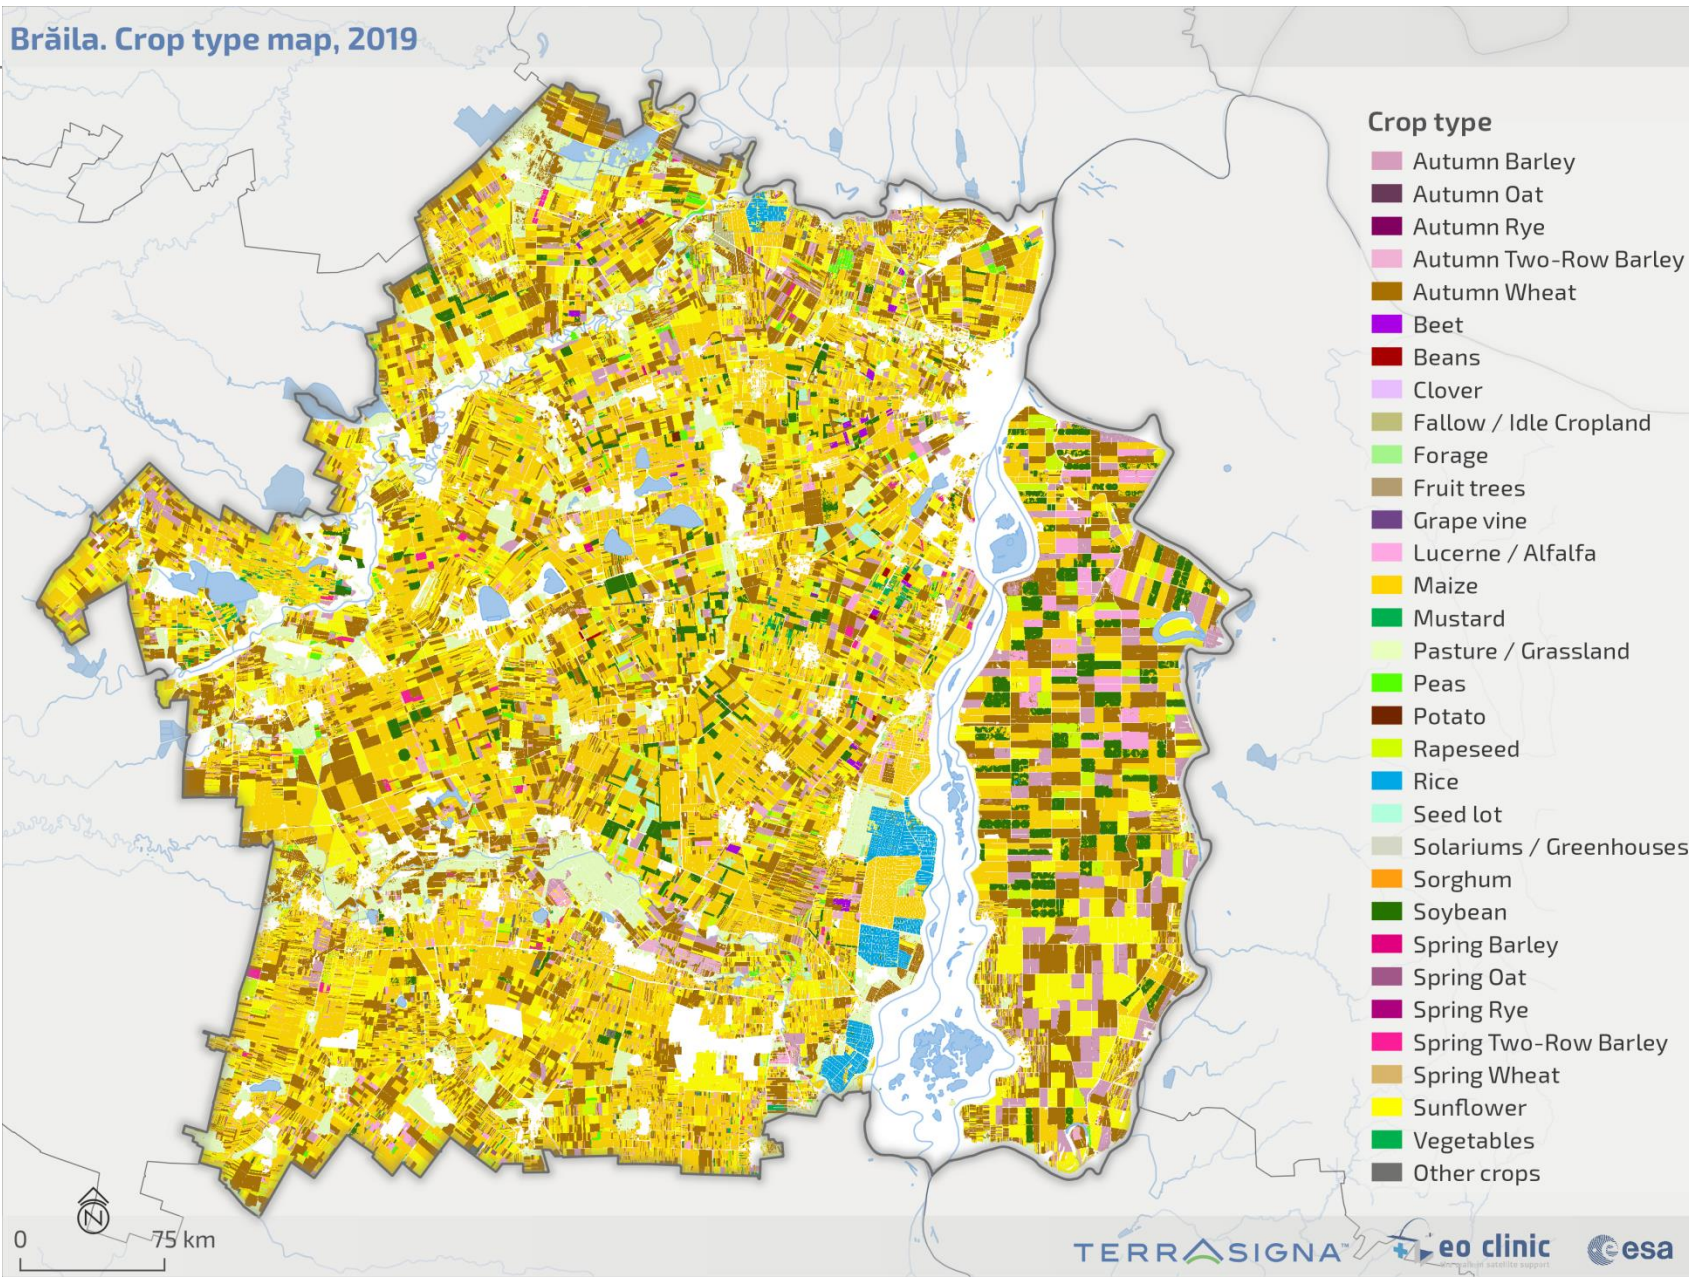 Brăila. Crop type map, 2019
Crop type
Autumn Barley
Autumn Oat
Autumn Rye
Autumn Two-Row Barley
Autumn Wheat
Beet
Beans
Clover
Fallow / Idle Cropland
Forage
Fruit trees
Grape vine
Lucerne / Alfalfa
Maize
Mustard
Pasture / Grassland
Peas
Potato
Rapeseed
Rice
Seed lot
Solariums / Greenhouses
Sorghum
Soybean
Spring Barley
Spring Oat
Spring Rye
Spring Two-Row Barley
Spring Wheat
Sunflower
Vegetables
Other crops
N
0 75 km
TERRASIGNA™ eo clinic esa